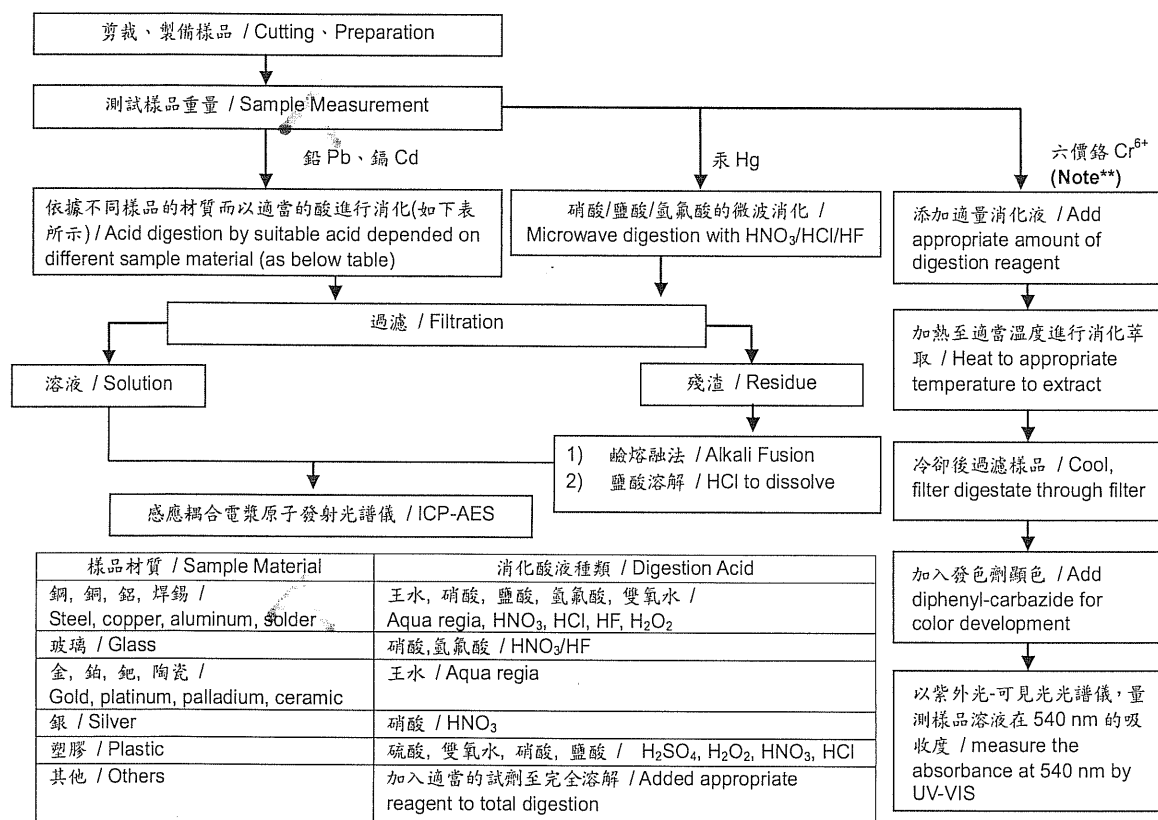 剪裁、製備樣品 / Cutting、Preparation
測試樣品重量 / Sample Measurement
鉛 Pb、鎘 Cd
汞 Hg
六價鉻 Cr⁶⁺
(Note**)
依據不同樣品的材質而以適當的酸進行消化(如下表
所示) / Acid digestion by suitable acid depended on
different sample material (as below table)
硝酸/鹽酸/氫氟酸的微波消化 /
Microwave digestion with HNO₃/HCl/HF
添加適量消化液 / Add
appropriate amount of
digestion reagent
過濾 / Filtration
加熱至適當溫度進行消化萃
取 / Heat to appropriate
temperature to extract
溶液 / Solution
殘渣 / Residue
1) 鹼熔融法 / Alkali Fusion
2) 鹽酸溶解 / HCl to dissolve
冷卻後過濾樣品 / Cool,
filter digestate through filter
感應耦合電漿原子發射光譜儀 / ICP-AES
加入發色劑顯色 / Add
diphenyl-carbazide for
color development
以紫外光-可見光光譜儀,量
測樣品溶液在 540 nm 的吸
收度 / measure the
absorbance at 540 nm by
UV-VIS
樣品材質 / Sample Material
消化酸液種類 / Digestion Acid
鋼, 銅, 鋁, 焊錫 /
Steel, copper, aluminum, solder
王水, 硝酸, 鹽酸, 氫氟酸, 雙氧水 /
Aqua regia, HNO₃, HCl, HF, H₂O₂
玻璃 / Glass
硝酸,氫氟酸 / HNO₃/HF
金, 鉑, 鈀, 陶瓷 /
Gold, platinum, palladium, ceramic
王水 / Aqua regia
銀 / Silver
硝酸 / HNO₃
塑膠 / Plastic
硫酸, 雙氧水, 硝酸, 鹽酸 / H₂SO₄, H₂O₂, HNO₃, HCl
其他 / Others
加入適當的試劑至完全溶解 / Added appropriate
reagent to total digestion